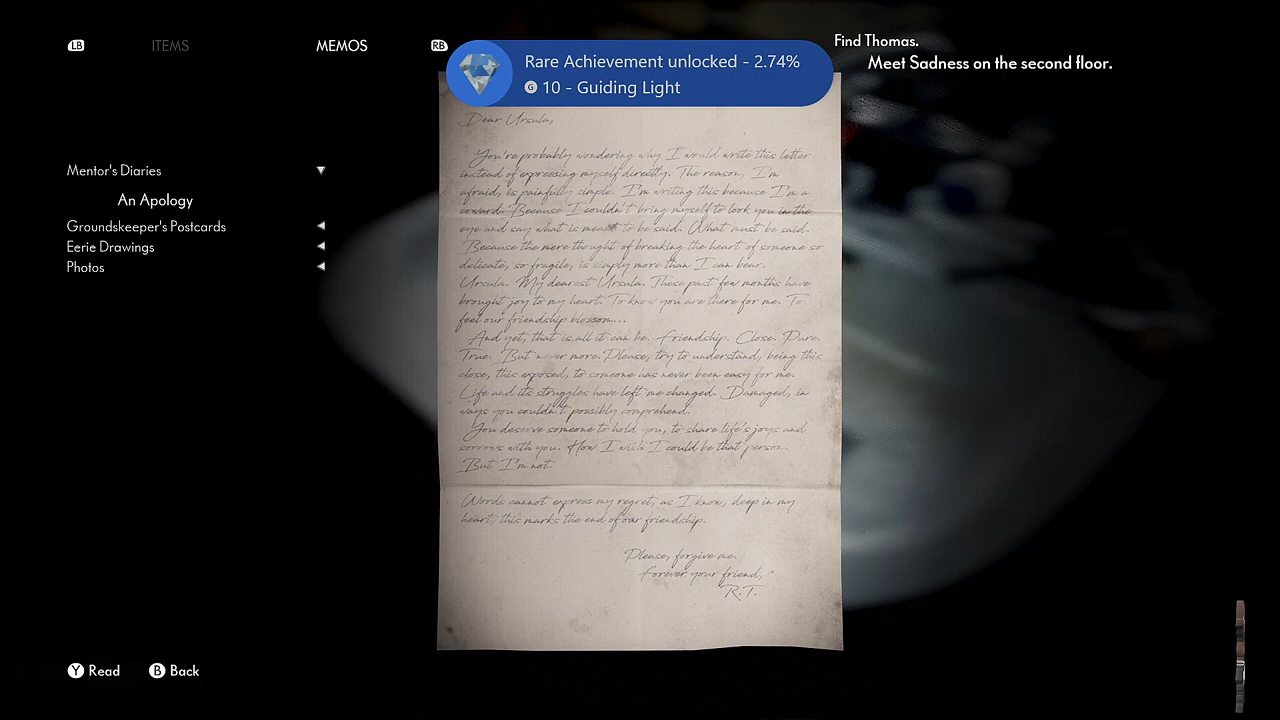 LB
ITEMS
MEMOS
RB
Rare Achievement unlocked - 2.74%
G 10 - Guiding Light
Find Thomas.
Meet Sadness on the second floor.
Mentor's Diaries
An Apology
Groundskeeper's Postcards
Eerie Drawings
Photos
Dear Ursula,
You're probably wondering why I would write this letter
instead of expressing myself directly. The reason, I'm
afraid, is painfully simple. I'm writing this because I'm a
coward. Because I couldn't bring myself to look you in the
eye and say what is meant to be said. What must be said.
Because the mere thought of breaking the heart of someone so
delicate, so fragile, is simply more than I can bear.
Ursula. My dearest Ursula. These past few months have
brought joy to my heart. To know you are there for me. To
feel our friendship blossom...
And yet, that is all it can be. Friendship. Close. Pure.
True. But never more. Please, try to understand, being this
close, this exposed, to someone has never been easy for me.
Life and its struggles have left me changed. Damaged, in
ways you couldn't possibly comprehend.
You deserve someone to hold you, to share life's joys and
sorrows with you. How I wish I could be that person.
But I'm not.
Words cannot express my regret, as I know, deep in my
heart, this marks the end of our friendship.
Please, forgive me.
Forever your friend,
R.T.
Y Read
B Back